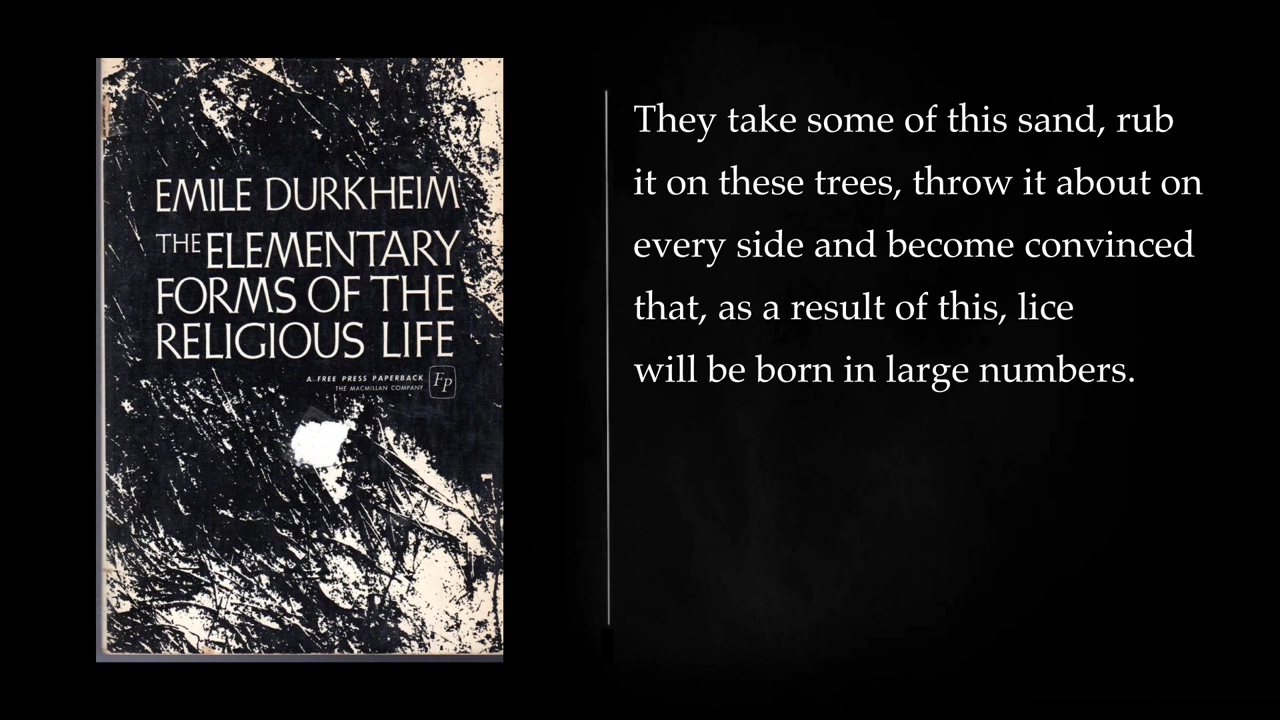 EMILE DURKHEIM
THE ELEMENTARY
FORMS OF THE
RELIGIOUS LIFE
A FREE PRESS PAPERBACK
THE MACMILLAN COMPANY
Fp
They take some of this sand, rub
it on these trees, throw it about on
every side and become convinced
that, as a result of this, lice
will be born in large numbers.